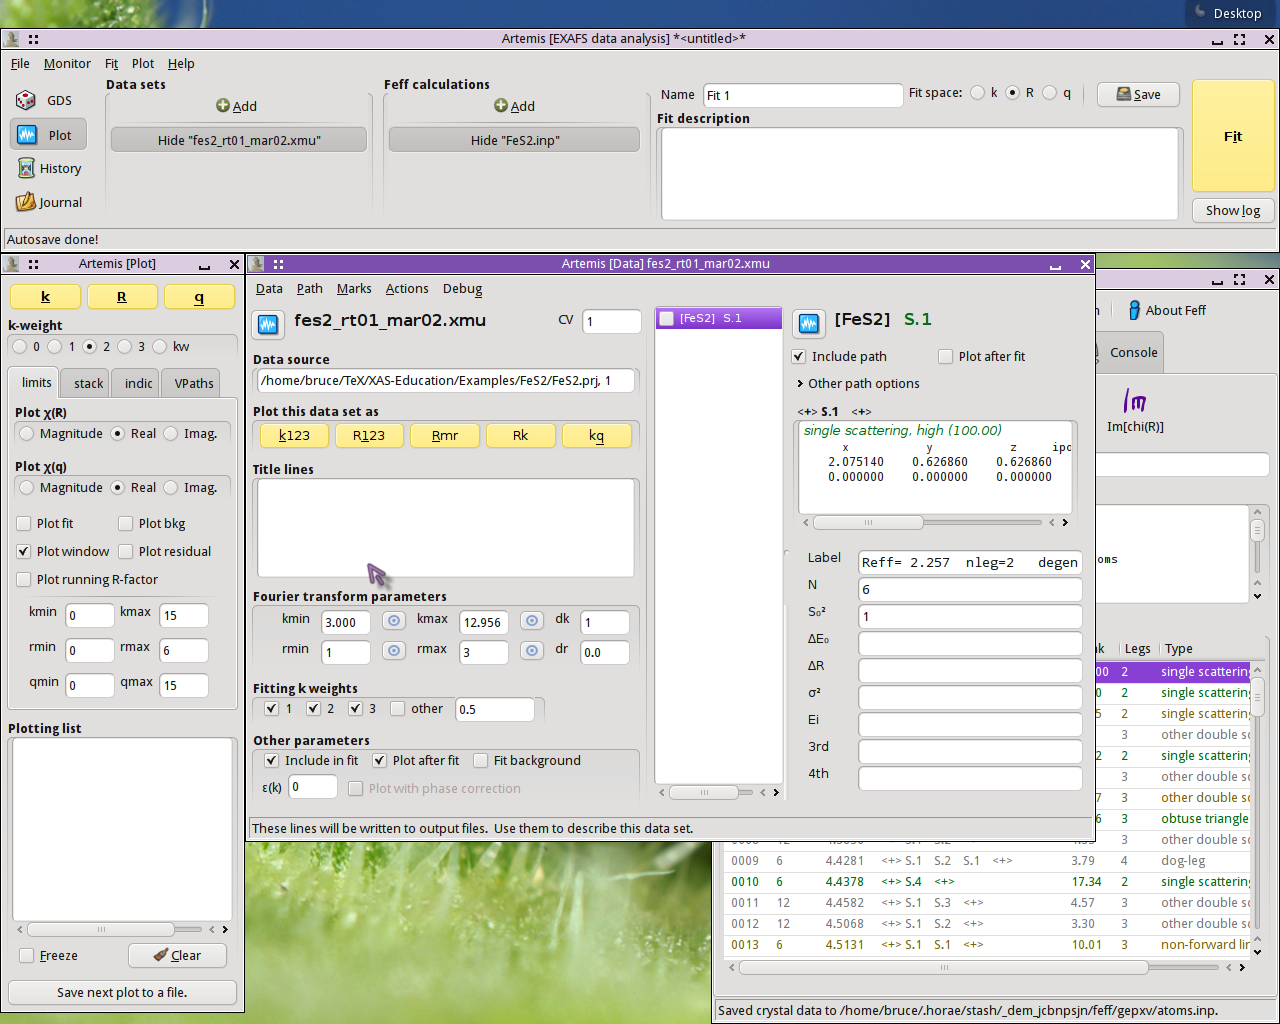 Desktop
Artemis [EXAFS data analysis] *<untitled>*
File Monitor Fit Plot Help
GDS
Plot
History
Journal
Data sets
Add
Hide "fes2_rt01_mar02.xmu"
Feff calculations
Add
Hide "FeS2.inp"
Name Fit 1 Fit space: k R q Save
Fit description
Fit
Show log
Autosave done!
Artemis [Plot]
k R q
k-weight
0 1 2 3 kw
limits stack indic VPaths
Plot χ(R)
Magnitude Real Imag.
Plot χ(q)
Magnitude Real Imag.
Plot fit Plot bkg
Plot window Plot residual
Plot running R-factor
kmin 0 kmax 15
rmin 0 rmax 6
qmin 0 qmax 15
Plotting list
Freeze Clear
Save next plot to a file.
Artemis [Data] fes2_rt01_mar02.xmu
Data Path Marks Actions Debug
fes2_rt01_mar02.xmu CV 1
Data source
/home/bruce/TeX/XAS-Education/Examples/FeS2/FeS2.prj, 1
Plot this data set as
k123 R123 Rmr Rk kq
Title lines
Fourier transform parameters
kmin 3.000 kmax 12.956 dk 1
rmin 1 rmax 3 dr 0.0
Fitting k weights
1 2 3 other 0.5
Other parameters
Include in fit Plot after fit Fit background
ε(k) 0 Plot with phase correction
These lines will be written to output files. Use them to describe this data set.
[FeS2] S.1
[FeS2] S.1
Include path Plot after fit
Other path options
<+> S.1 <+>
single scattering, high (100.00)
x y z ipo
2.075140 0.626860 0.626860
0.000000 0.000000 0.000000
Label Reff= 2.257 nleg=2 degen
N 6
S₀² 1
ΔE₀
ΔR
σ²
Ei
3rd
4th
About Feff
Console
Im
Im[chi(R)]
oms
Legs Type
00 2 single scattering
0 2 single scattering
5 2 single scattering
3 other double sc
2 2 single scattering
3 other double sc
7 3 other double sc
6 3 obtuse triangle
3 other double sc
0009 6 4.4281 <+> S.1 S.2 S.1 <+> 3.79 4 dog-leg
0010 6 4.4378 <+> S.4 <+> 17.34 2 single scattering
0011 12 4.4582 <+> S.1 S.3 <+> 4.57 3 other double sc
0012 12 4.5068 <+> S.1 S.2 <+> 3.30 3 other double sc
0013 6 4.5131 <+> S.1 S.1 <+> 10.01 3 non-forward lin
Saved crystal data to /home/bruce/.horae/stash/_dem_jcbnpsjn/feff/gepxv/atoms.inp.